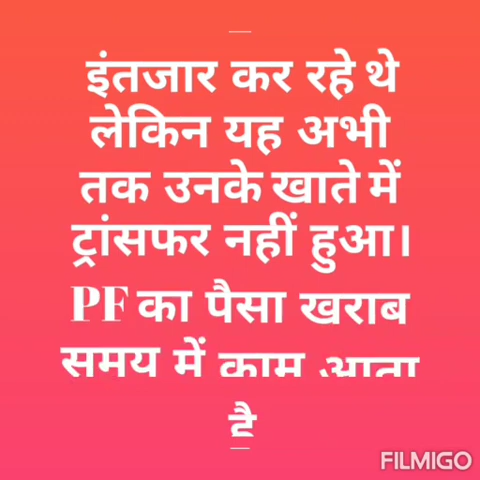 इंतजार कर रहे थे
लेकिन यह अभी
तक उनके खाते में
ट्रांसफर नहीं हुआ।
PF का पैसा खराब
समय में काम आता
है
FILMIGO